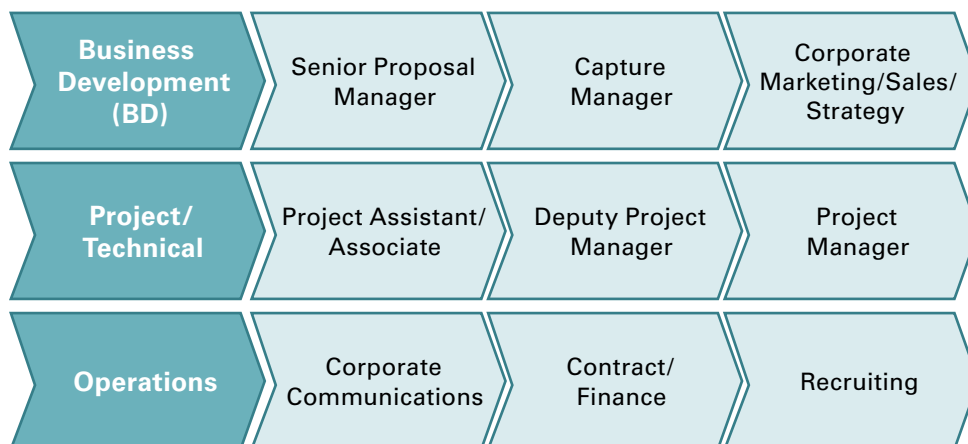 Business
Development
(BD)
Senior Proposal
Manager
Capture
Manager
Corporate
Marketing/Sales/
Strategy
Project/
Technical
Project Assistant/
Associate
Deputy Project
Manager
Project
Manager
Operations
Corporate
Communications
Contract/
Finance
Recruiting